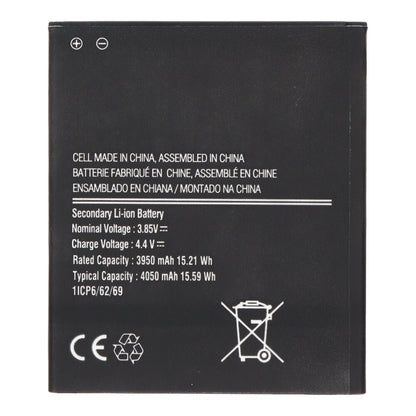 CELL MADE IN CHINA, ASSEMBLED IN CHINA
BATTERIE FABRIQUÉ EN CHINE, ASSEMBLÉ EN CHINE
ENSAMBLADO EN CHIANA / MONTADO NA CHINA
Secondary Li-ion Battery
Nominal Voltage : 3.85V⎓
Charge Voltage : 4.4 V⎓
Rated Capacity : 3950 mAh 15.21 Wh
Typical Capacity : 4050 mAh 15.59 Wh
1ICP6/62/69
CE